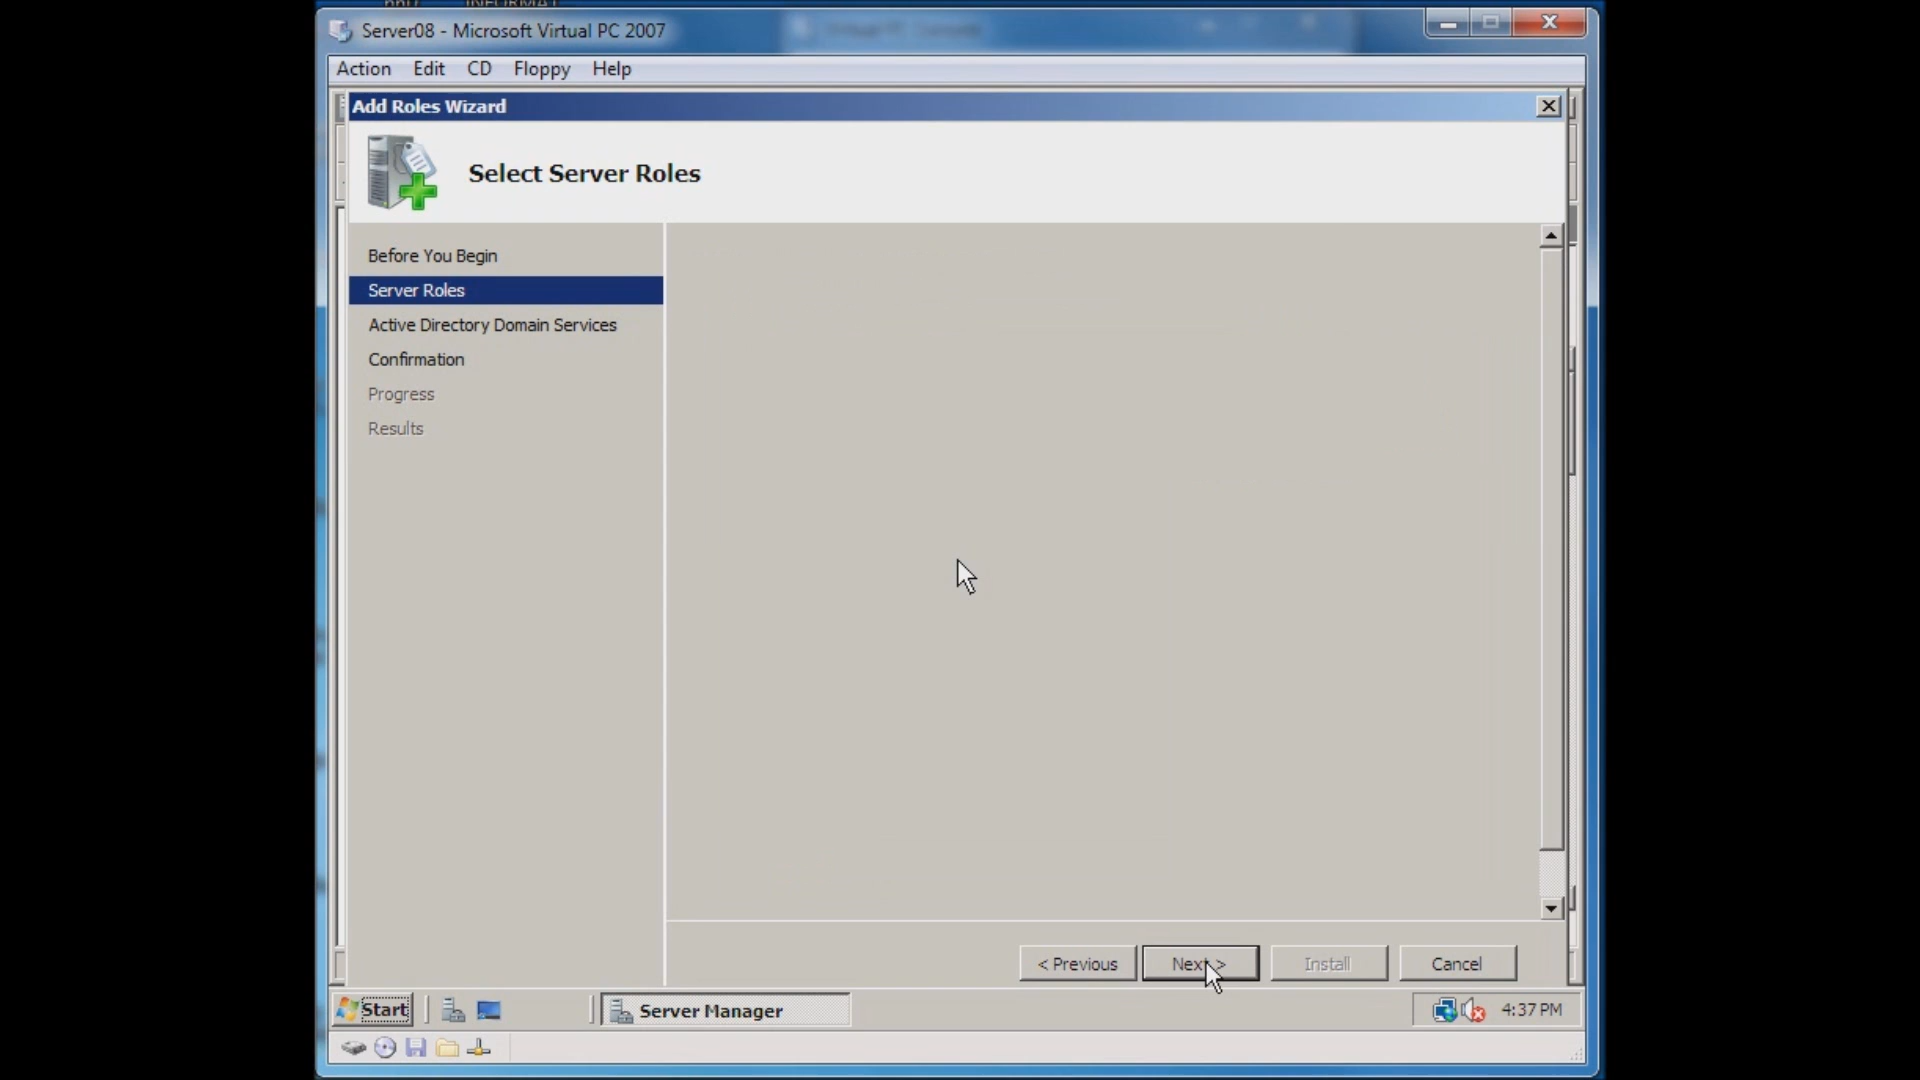 Server08 - Microsoft Virtual PC 2007
Action Edit CD Floppy Help
Add Roles Wizard
Select Server Roles
Before You Begin
Server Roles
Active Directory Domain Services
Confirmation
Progress
Results
< Previous Next > Install Cancel
Start Server Manager 4:37 PM